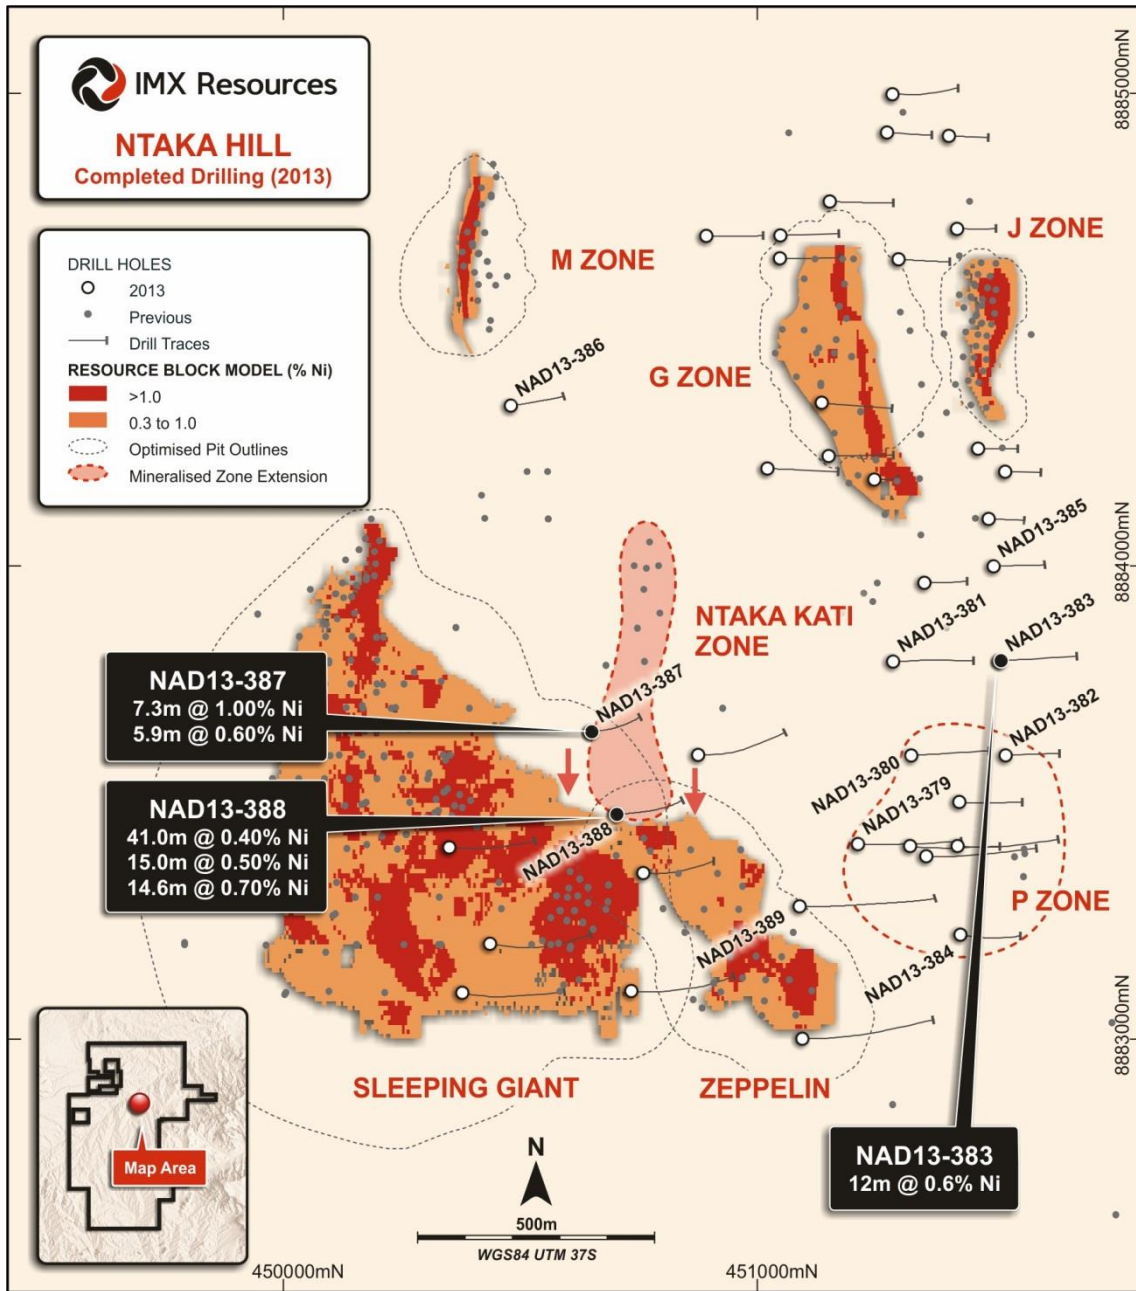 IMX Resources
NTAKA HILL
Completed Drilling (2013)
DRILL HOLES
2013
Previous
Drill Traces
RESOURCE BLOCK MODEL (% Ni)
>1.0
0.3 to 1.0
Optimised Pit Outlines
Mineralised Zone Extension
8885000mN
M ZONE
J ZONE
G ZONE
NAD13-386
NAD13-385
8884000mN
NTAKA KATI
ZONE
NAD13-381
NAD13-383
NAD13-387
7.3m @ 1.00% Ni
5.9m @ 0.60% Ni
NAD13-387
NAD13-382
NAD13-380
NAD13-388
41.0m @ 0.40% Ni
15.0m @ 0.50% Ni
14.6m @ 0.70% Ni
NAD13-388
NAD13-379
P ZONE
NAD13-389
NAD13-384
8883000mN
SLEEPING GIANT
ZEPPELIN
Map Area
NAD13-383
12m @ 0.6% Ni
N
500m
WGS84 UTM 37S
450000mN
451000mN